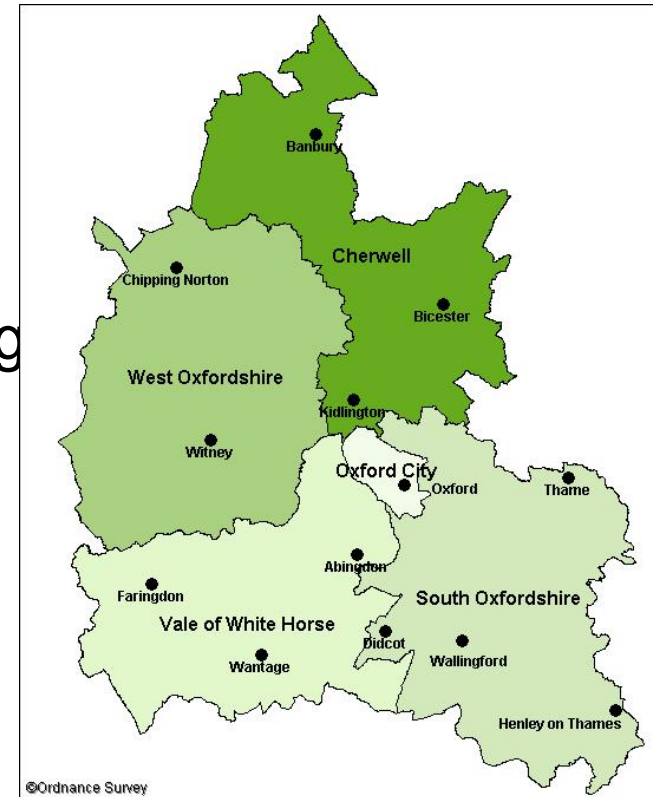 Banbury
Cherwell
Chipping Norton
Bicester
g
West Oxfordshire
Kidlington
Witney
Oxford City
Oxford
Thame
Abingdon
Faringdon
South Oxfordshire
Vale of White Horse
Didcot
Wantage
Wallingford
Henley on Thames
©Ordnance Survey